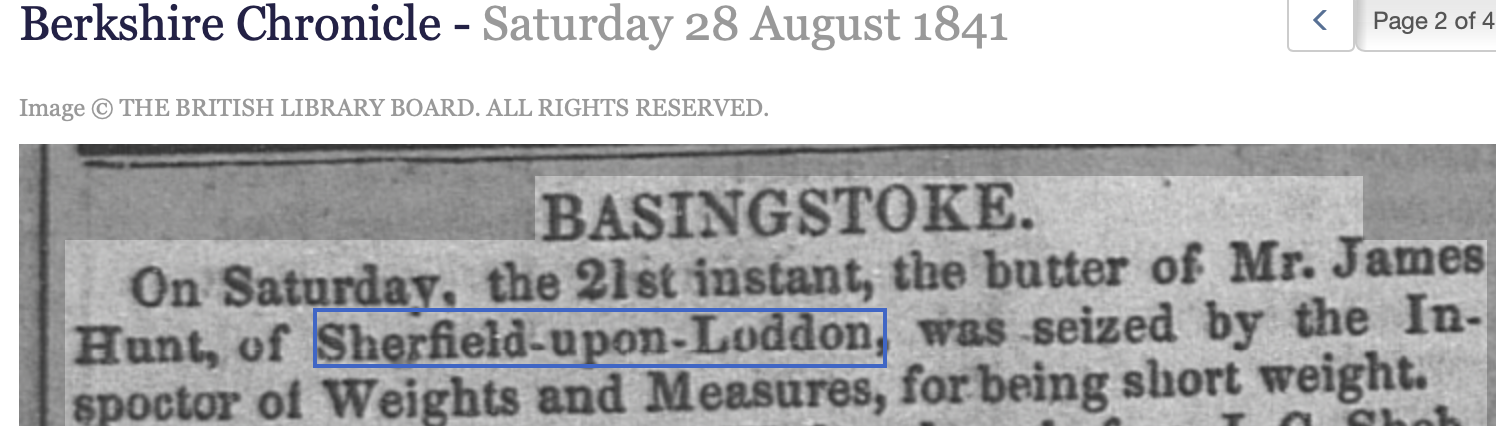 Berkshire Chronicle - Saturday 28 August 1841
Page 2 of 4
Image © THE BRITISH LIBRARY BOARD. ALL RIGHTS RESERVED.
BASINGSTOKE.
On Saturday, the 21st instant, the butter of Mr. James
Hunt, of Sherfield-upon-Loddon, was seized by the In-
spoctor of Weights and Measures, for being short weight.